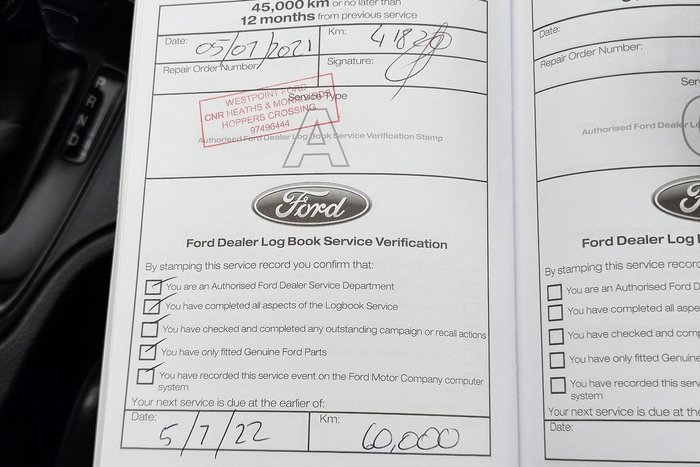 45,000 km or no later than
12 months from previous service
Date: 05/07/2021 Km: 41820
Repair Order Number: Signature:
Service Type
WESTPOINT FORD
CNR HEATHS & MORRIS RDS
HOPPERS CROSSING
97496444
A
Authorised Ford Dealer Log Book Service Verification Stamp
Ford
Ford Dealer Log Book Service Verification
By stamping this service record you confirm that:
You are an Authorised Ford Dealer Service Department
You have completed all aspects of the Logbook Service
You have checked and completed any outstanding campaign or recall actions
You have only fitted Genuine Ford Parts
You have recorded this service event on the Ford Motor Company computer
system
Your next service is due at the earlier of:
Date: 5/7/22 Km: 60,000
Date:
Repair Order Number:
Ser
Authorised Ford Dealer Lo
F
Ford Dealer Lo
By stamping this service recor
You are an Authorised Ford D
You have completed all aspe
You have checked and comp
You have only fitted Genuine
You have recorded this serv
system
Your next service is due at the
Date:
P
R
N
D